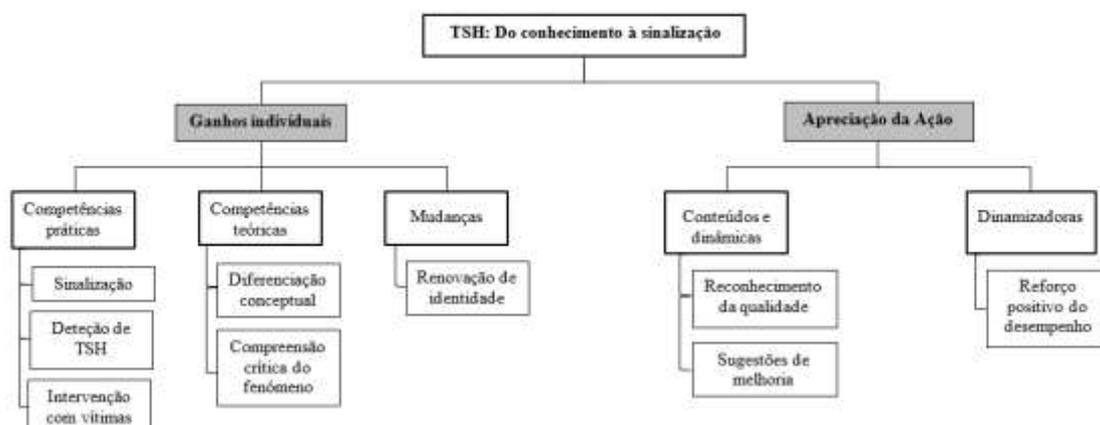 TSH: Do conhecimento à sinalização
Ganhos individuais
Apreciação da Ação
Competências
práticas
Competências
teóricas
Mudanças
Conteúdos e
dinâmicas
Dinamizadoras
Sinalização
Deteção de
TSH
Intervenção
com vítimas
Diferenciação
conceptual
Compreensão
crítica do
fenómeno
Renovação de
identidade
Reconhecimento
da qualidade
Sugestões de
melhoria
Reforço
positivo do
desempenho